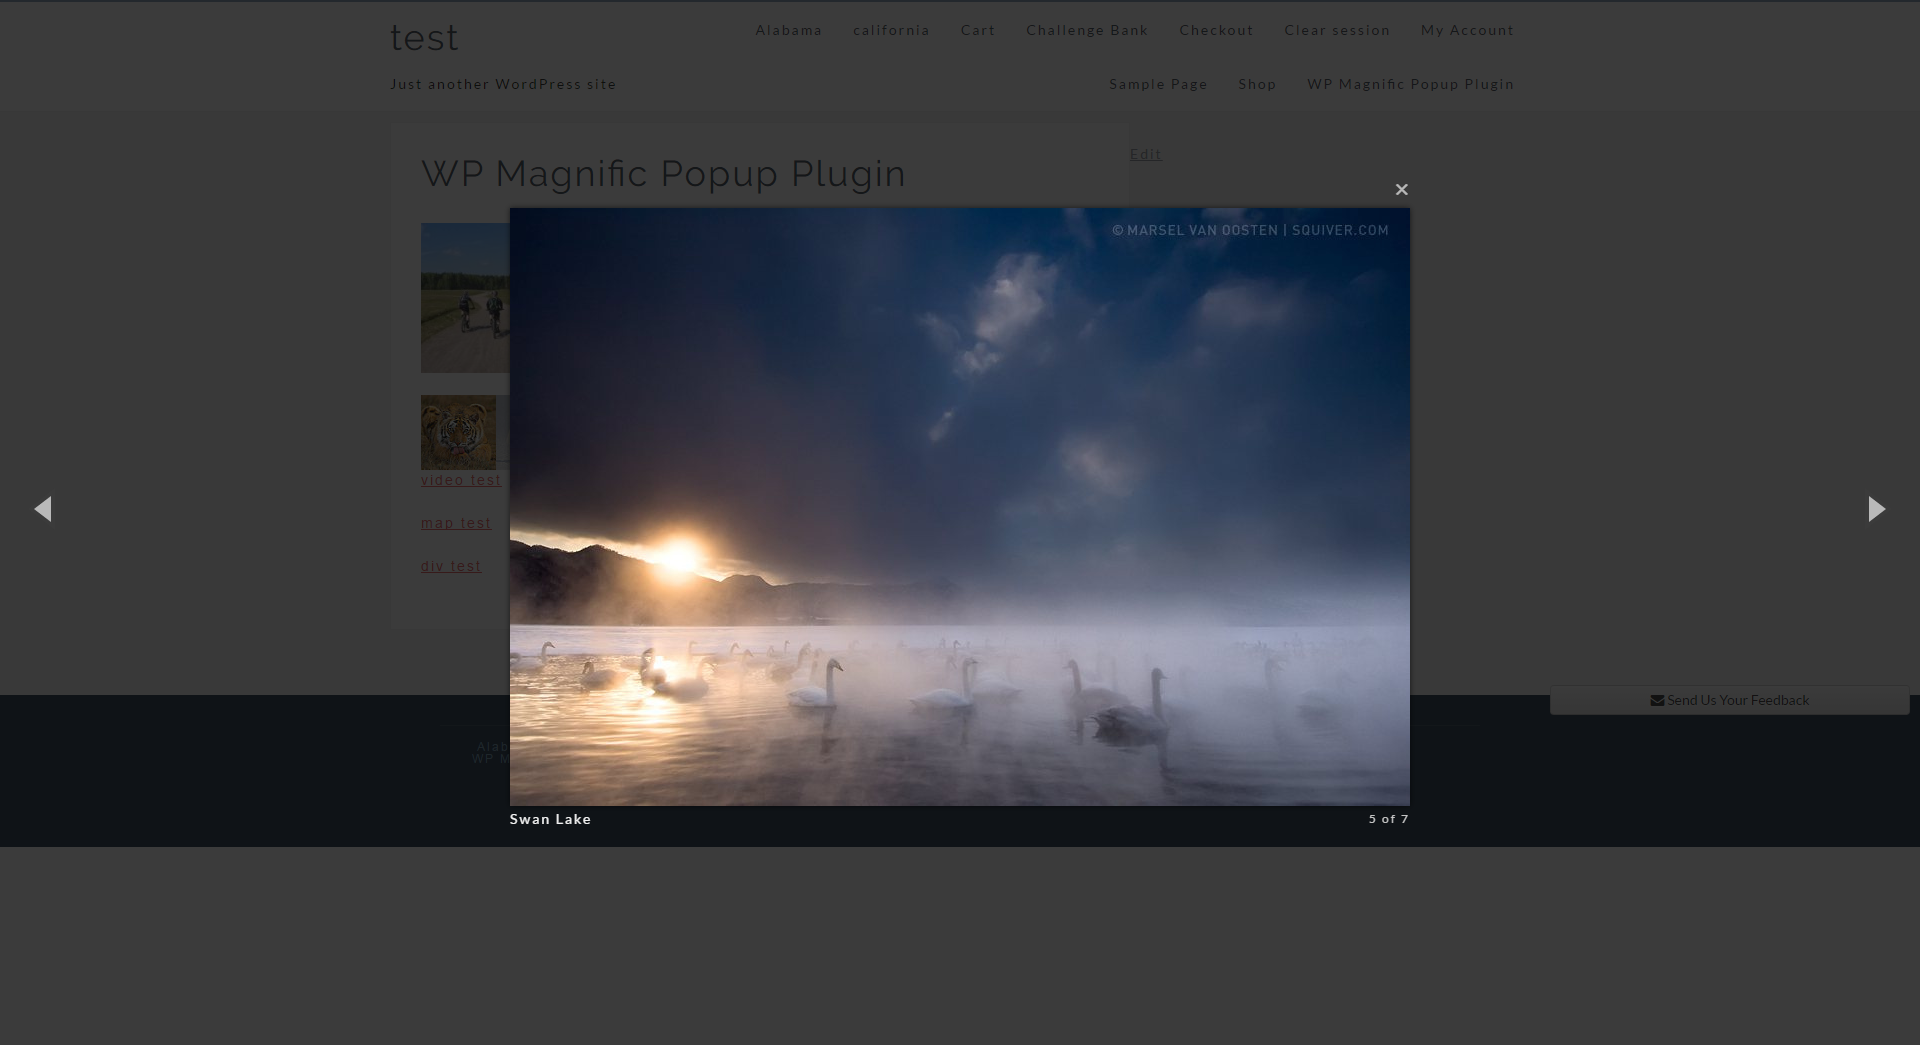 test
Alabama california Cart Challenge Bank Checkout Clear session My Account
Just another WordPress site
Sample Page Shop WP Magnific Popup Plugin
Edit
WP Magnific Popup Plugin
×
© MARSEL VAN OOSTEN | SQUIVER.COM
video test
map test
div test
Send Us Your Feedback
Alab
WP M
Swan Lake
5 of 7